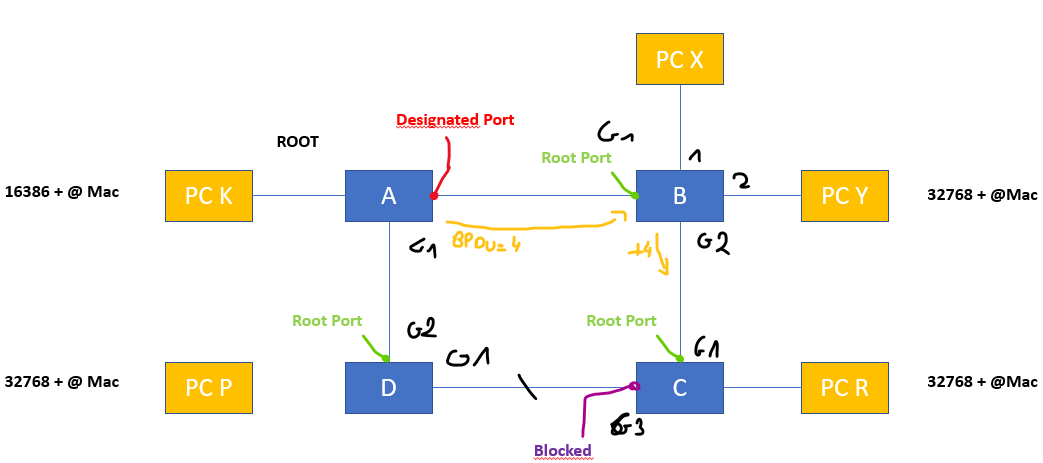 PC X
Designated Port
G1
ROOT
Root Port
1
16386 + @ Mac
PC K
A
B
2
PC Y
32768 + @Mac
G1
BPDU=4
+4
G2
Root Port
G2
Root Port
G1
G1
32768 + @ Mac
PC P
D
C
PC R
32768 + @Mac
G3
Blocked